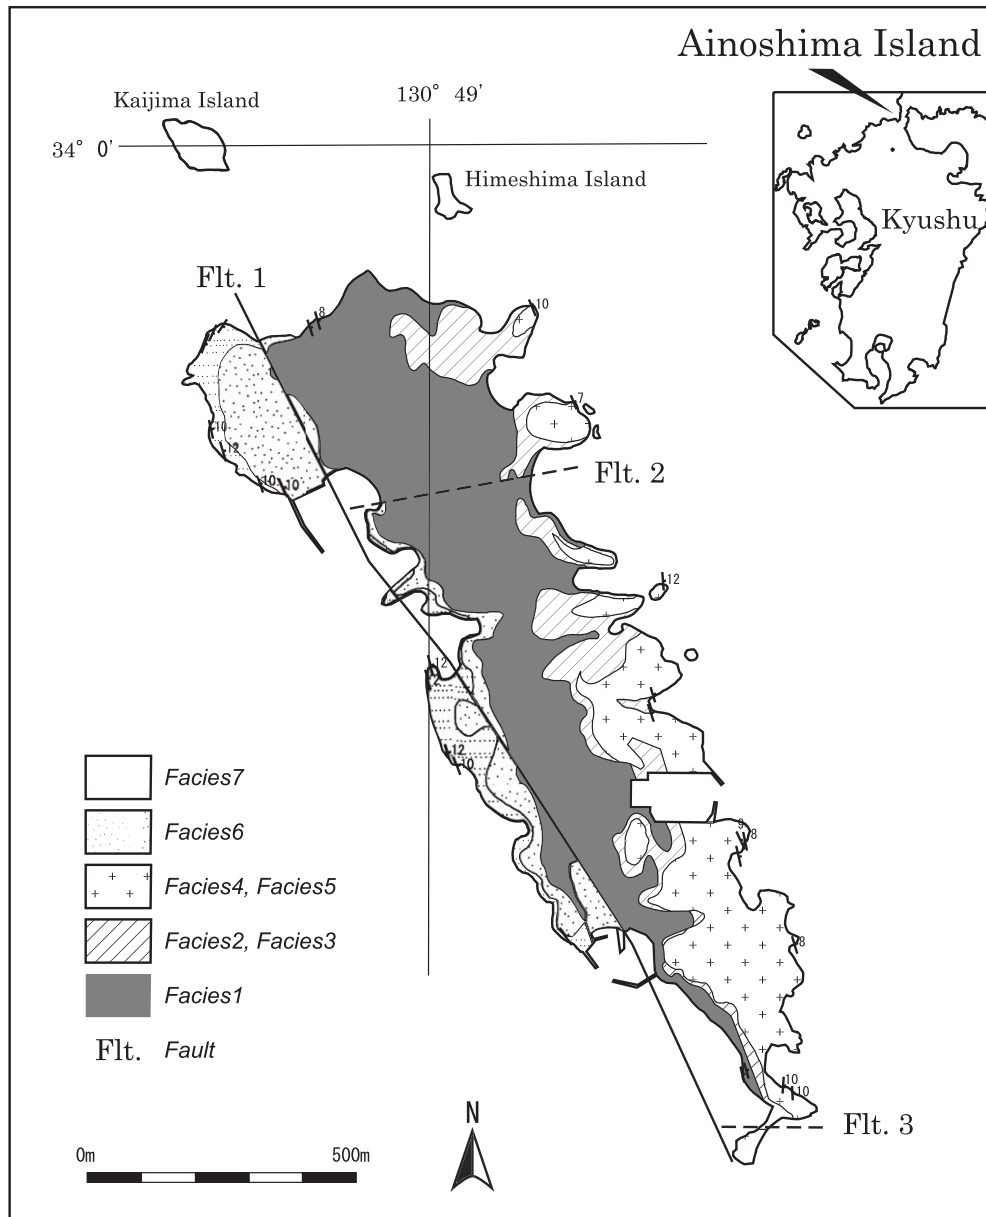 Ainoshima Island
Kaijima Island
130° 49'
34° 0'
Himeshima Island
Kyushu
Flt. 1
8
10
7
10
12
10
10
Flt. 2
12
12
12
10
9
8
8
10
10
Flt. 3
Facies7
Facies6
Facies4, Facies5
Facies2, Facies3
Facies1
Flt. Fault
N
0m 500m